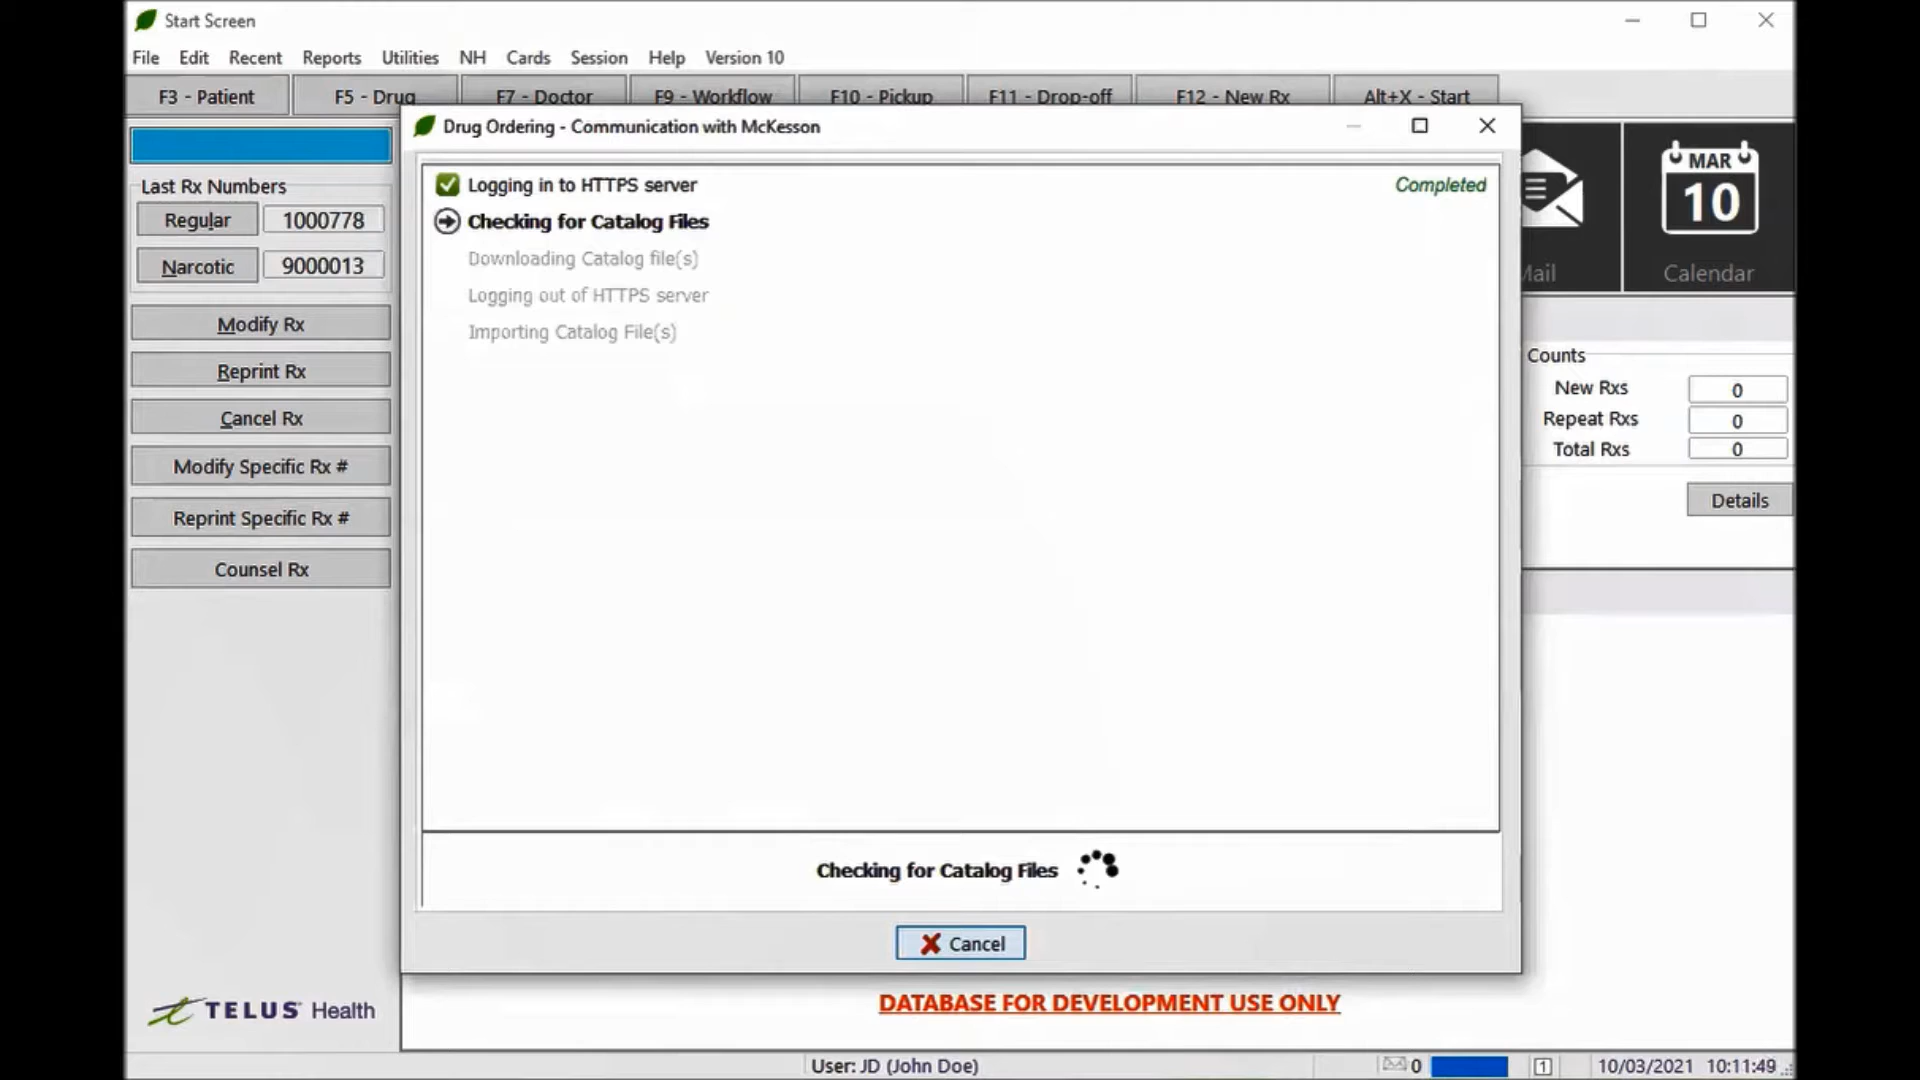 Start Screen
File Edit Recent Reports Utilities NH Cards Session Help Version 10
F3 - Patient F5 - Drug F7 - Doctor F9 - Workflow F10 - Pickup F11 - Drop-off F12 - New Rx Alt+X - Start
Drug Ordering - Communication with McKesson
Logging in to HTTPS server Completed
Checking for Catalog Files
Downloading Catalog file(s)
Logging out of HTTPS server
Importing Catalog File(s)
Checking for Catalog Files
Cancel
Last Rx Numbers
Regular 1000778
Narcotic 9000013
Modify Rx
Reprint Rx
Cancel Rx
Modify Specific Rx #
Reprint Specific Rx #
Counsel Rx
TELUS Health
MAR
10
Mail Calendar
Counts
New Rxs 0
Repeat Rxs 0
Total Rxs 0
Details
DATABASE FOR DEVELOPMENT USE ONLY
User: JD (John Doe) 0 1 10/03/2021 10:11:49